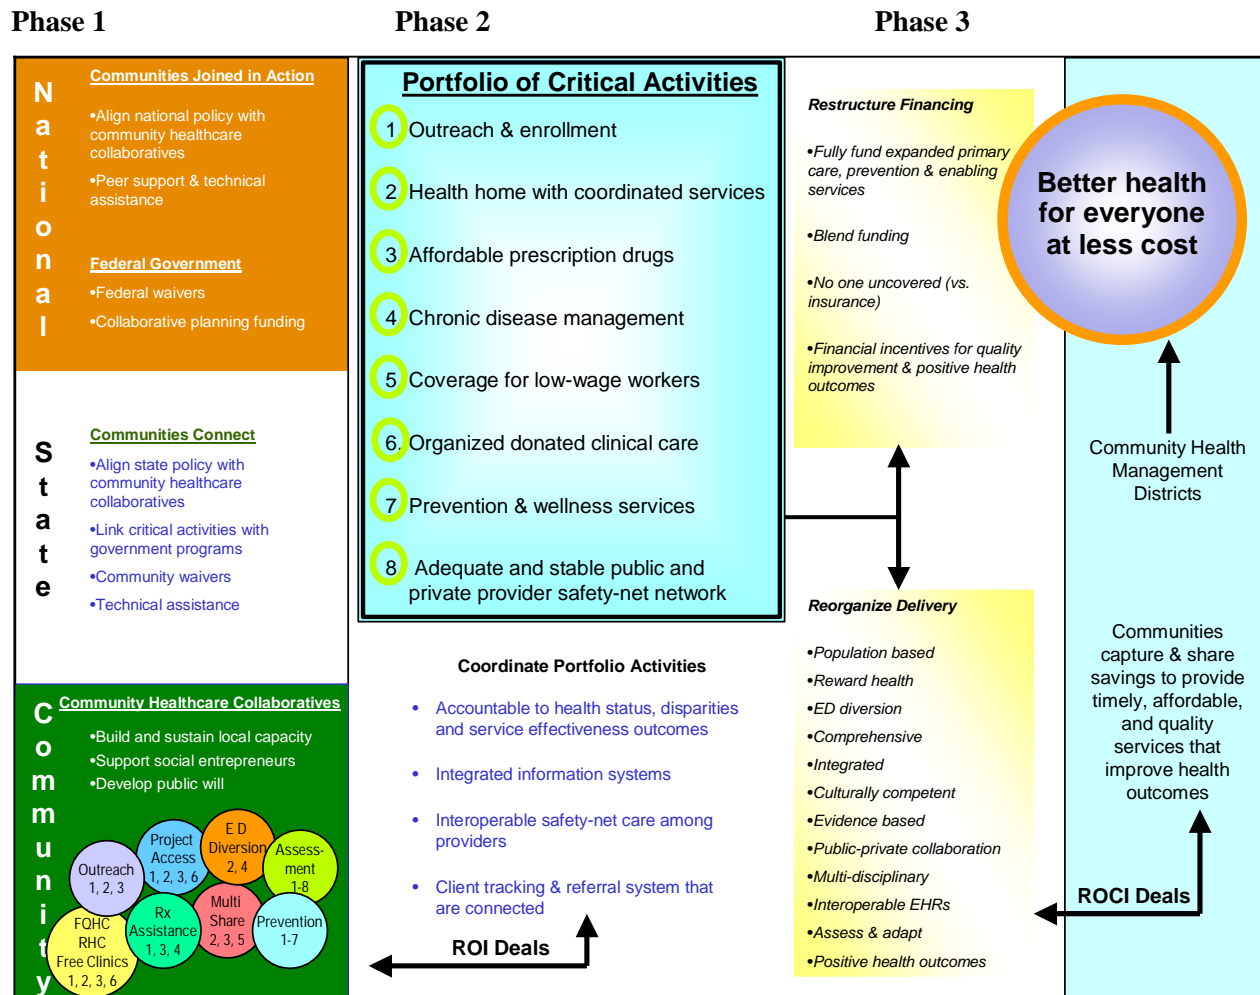 Phase 1
Phase 2
Phase 3
National
Communities Joined in Action
•Align national policy with
community healthcare
collaboratives
•Peer support & technical
assistance
Federal Government
•Federal waivers
•Collaborative planning funding
State
Communities Connect
•Align state policy with
community healthcare
collaboratives
•Link critical activities with
government programs
•Community waivers
•Technical assistance
Community
Community Healthcare Collaboratives
•Build and sustain local capacity
•Support social entrepreneurs
•Develop public will
Outreach
1, 2, 3
Project
Access
1, 2, 3, 6
E D
Diversion
2, 4
Assess-
ment
1-8
FQHC
RHC
Free Clinics
1, 2, 3, 6
Rx
Assistance
1, 3, 4
Multi
Share
2, 3, 5
Prevention
1-7
Portfolio of Critical Activities
1 Outreach & enrollment
2 Health home with coordinated services
3 Affordable prescription drugs
4 Chronic disease management
5. Coverage for low-wage workers
6. Organized donated clinical care
7 Prevention & wellness services
8 Adequate and stable public and
private provider safety-net network
Coordinate Portfolio Activities
• Accountable to health status, disparities
and service effectiveness outcomes
• Integrated information systems
• Interoperable safety-net care among
providers
• Client tracking & referral system that
are connected
ROI Deals
Restructure Financing
•Fully fund expanded primary
care, prevention & enabling
services
•Blend funding
•No one uncovered (vs.
insurance)
•Financial incentives for quality
improvement & positive health
outcomes
Reorganize Delivery
•Population based
•Reward health
•ED diversion
•Comprehensive
•Integrated
•Culturally competent
•Evidence based
•Public-private collaboration
•Multi-disciplinary
•Interoperable EHRs
•Assess & adapt
•Positive health outcomes
Better health
for everyone
at less cost
Community Health
Management
Districts
Communities
capture & share
savings to provide
timely, affordable,
and quality
services that
improve health
outcomes
ROCI Deals